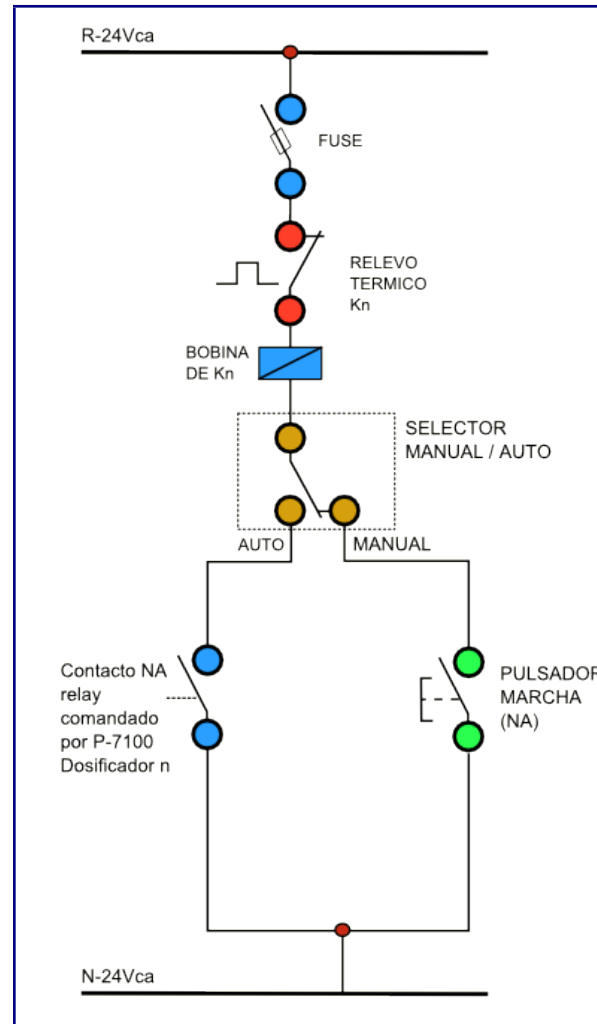 R-24Vca
FUSE
RELEVO
TERMICO
Kn
BOBINA
DE Kn
SELECTOR
MANUAL / AUTO
AUTO
MANUAL
Contacto NA
relay
comandado
por P-7100
Dosificador n
PULSADOR
MARCHA
(NA)
N-24Vca